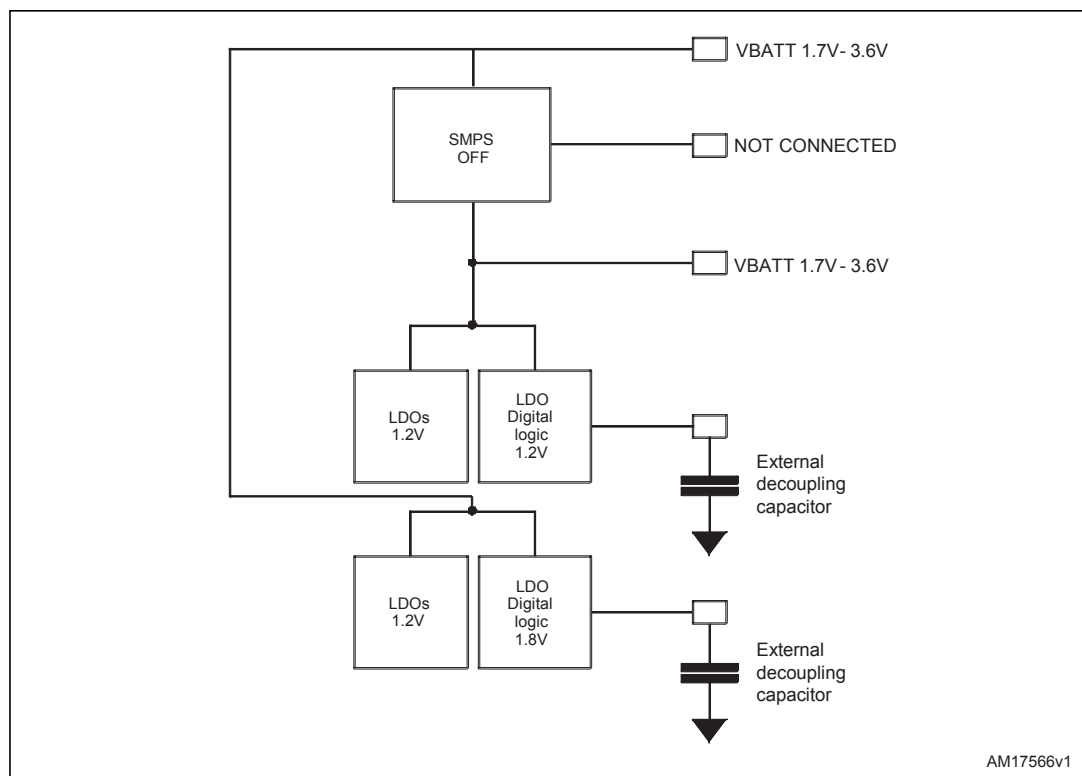 VBATT 1.7V- 3.6V
SMPS
OFF
NOT CONNECTED
VBATT 1.7V - 3.6V
LDOs
1.2V
LDO
Digital
logic
1.2V
External
decoupling
capacitor
LDOs
1.2V
LDO
Digital
logic
1.8V
External
decoupling
capacitor
AM17566v1